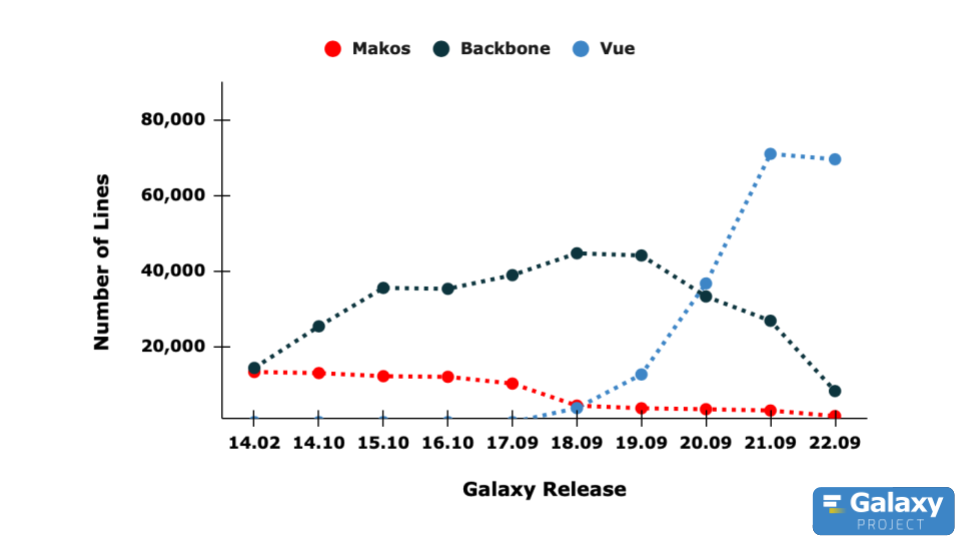 Makos Backbone Vue
80,000
60,000
40,000
20,000
Number of Lines
14.02 14.10 15.10 16.10 17.09 18.09 19.09 20.09 21.09 22.09
Galaxy Release
Galaxy
PROJECT